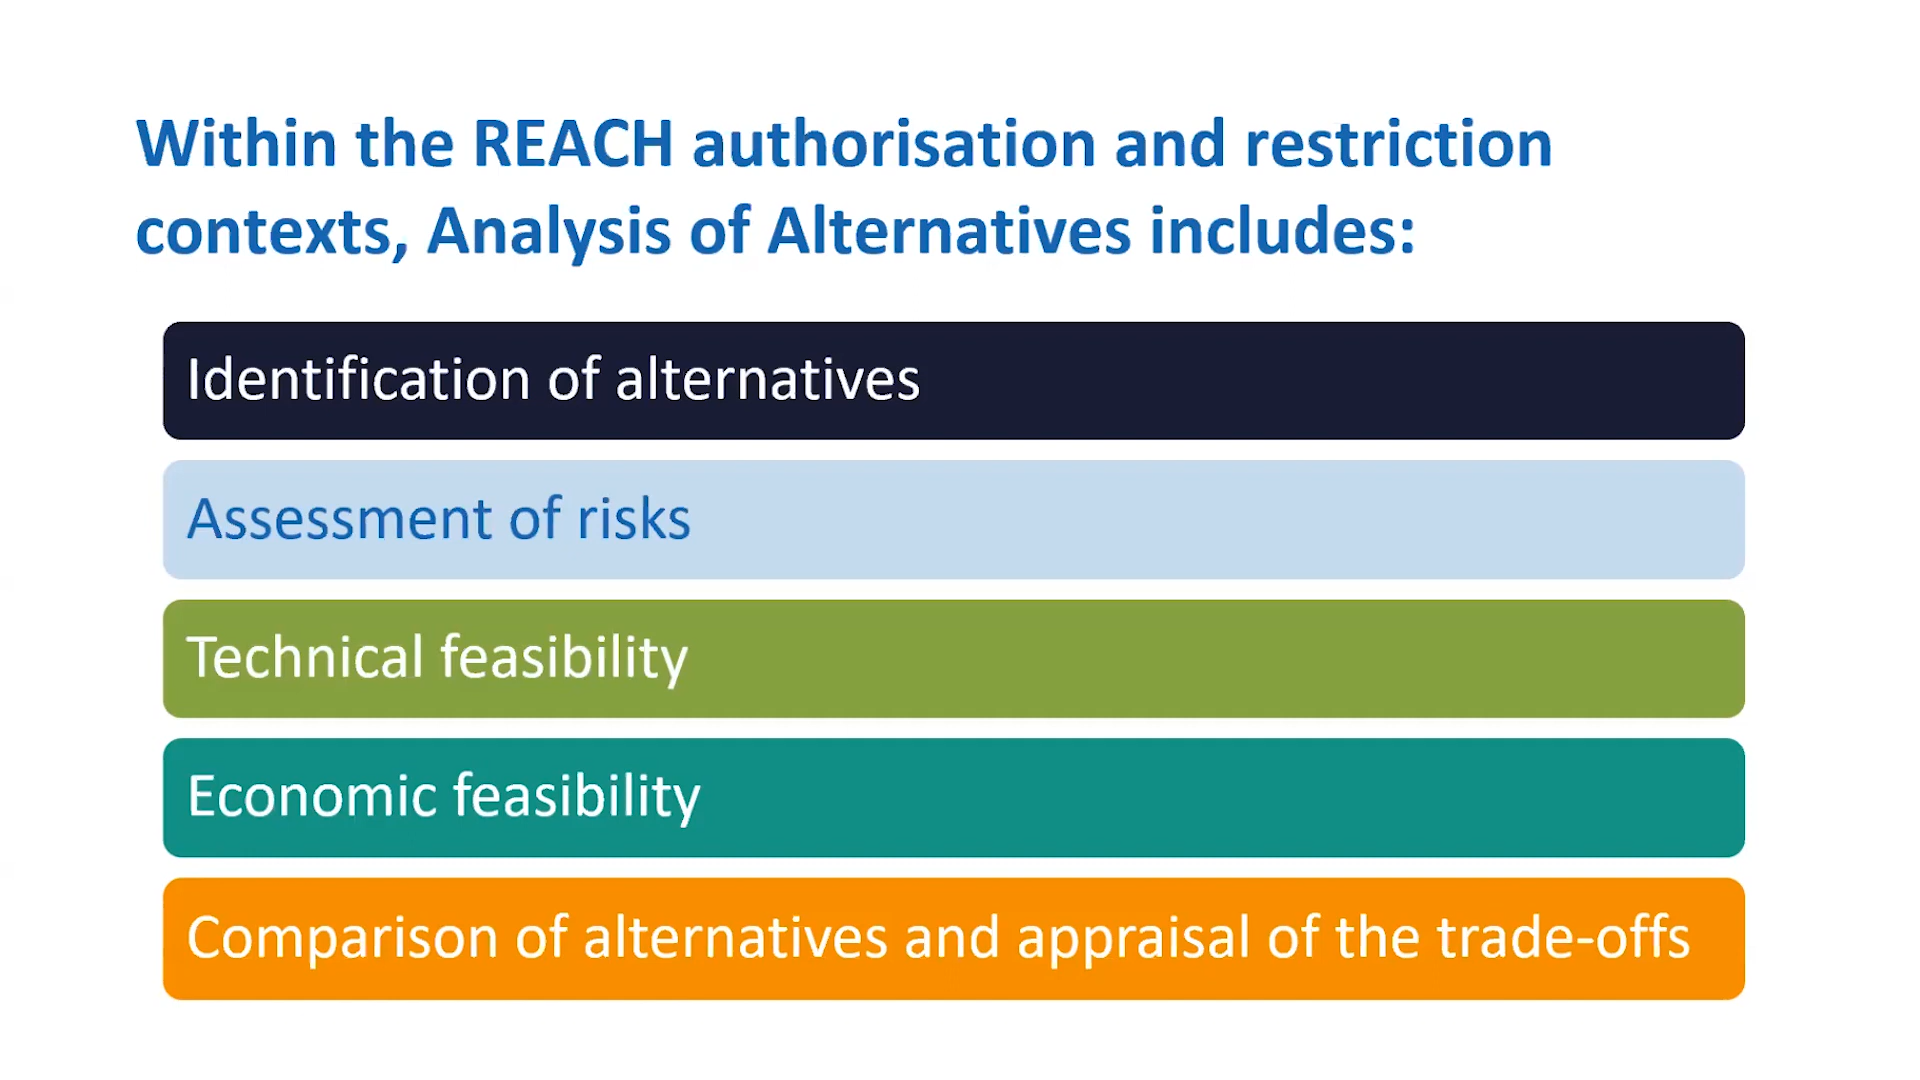 Within the REACH authorisation and restriction
contexts, Analysis of Alternatives includes:
Identification of alternatives
Assessment of risks
Technical feasibility
Economic feasibility
Comparison of alternatives and appraisal of the trade-offs